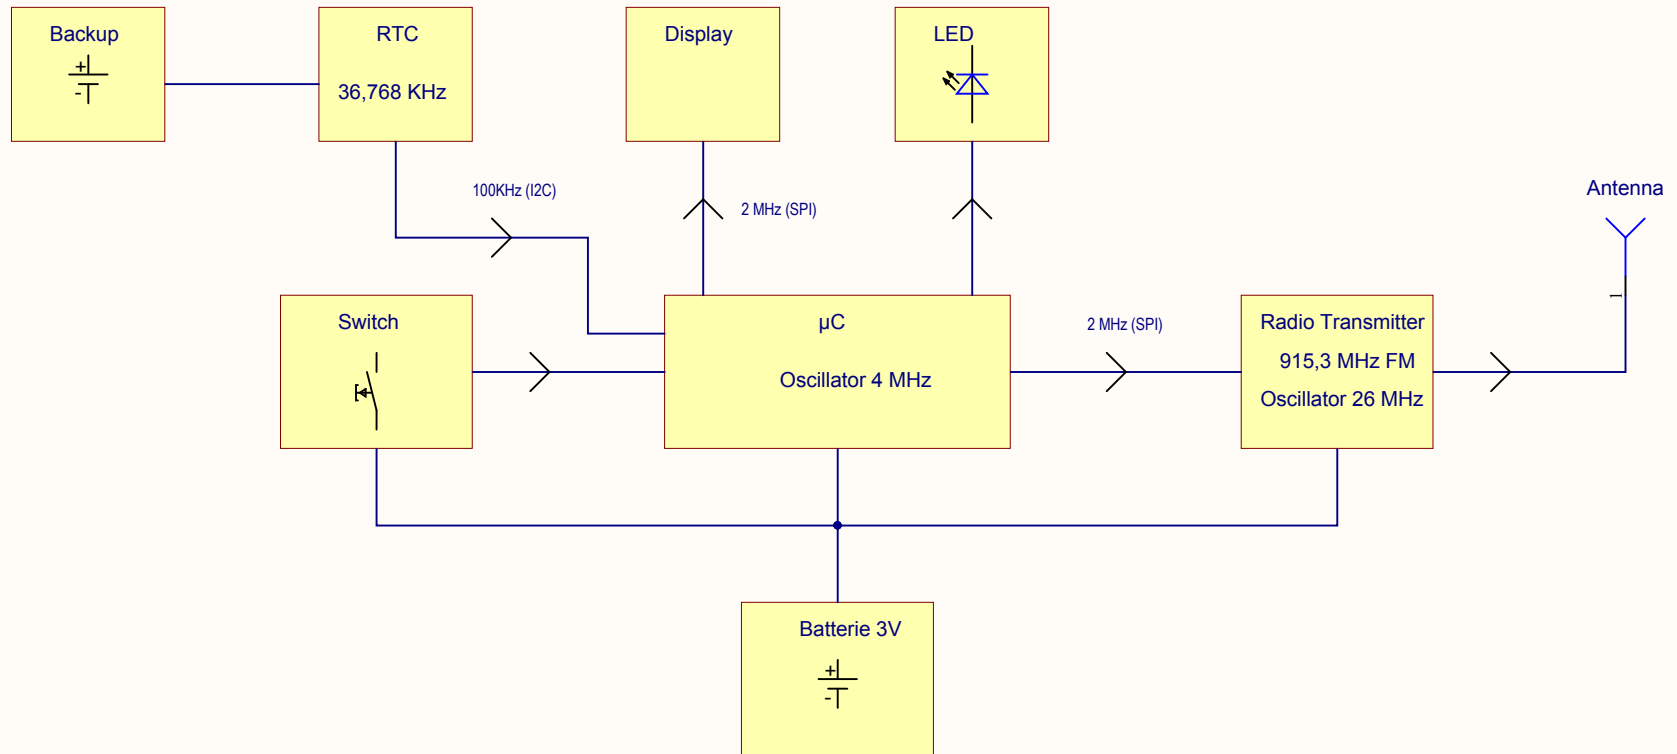 Backup
+
-
RTC
36,768 KHz
Display
LED
100KHz (I2C)
2 MHz (SPI)
Antenna
1
Switch
µC
Oscillator 4 MHz
2 MHz (SPI)
Radio Transmitter
915,3 MHz FM
Oscillator 26 MHz
Batterie 3V
+
-